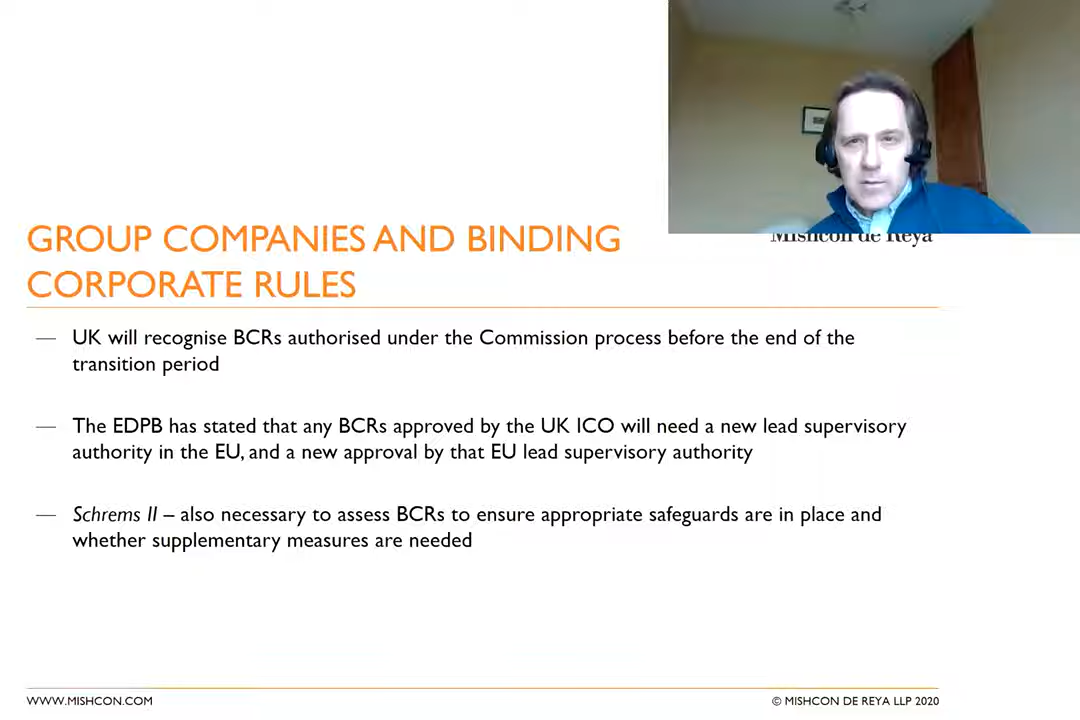 Mishcon de Reya
GROUP COMPANIES AND BINDING
CORPORATE RULES
— UK will recognise BCRs authorised under the Commission process before the end of the
transition period
— The EDPB has stated that any BCRs approved by the UK ICO will need a new lead supervisory
authority in the EU, and a new approval by that EU lead supervisory authority
— Schrems II – also necessary to assess BCRs to ensure appropriate safeguards are in place and
whether supplementary measures are needed
WWW.MISHCON.COM
© MISHCON DE REYA LLP 2020